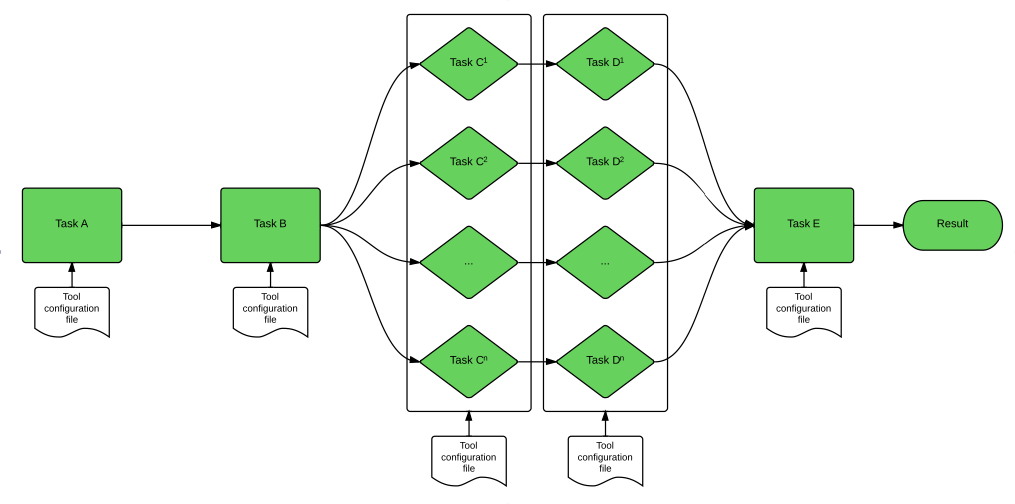 Task C¹
Task D¹
Task C²
Task D²
Task A
Task B
Task E
Result
...
...
Tool
configuration
file
Tool
configuration
file
Tool
configuration
file
Task Cⁿ
Task Dⁿ
Tool
configuration
file
Tool
configuration
file